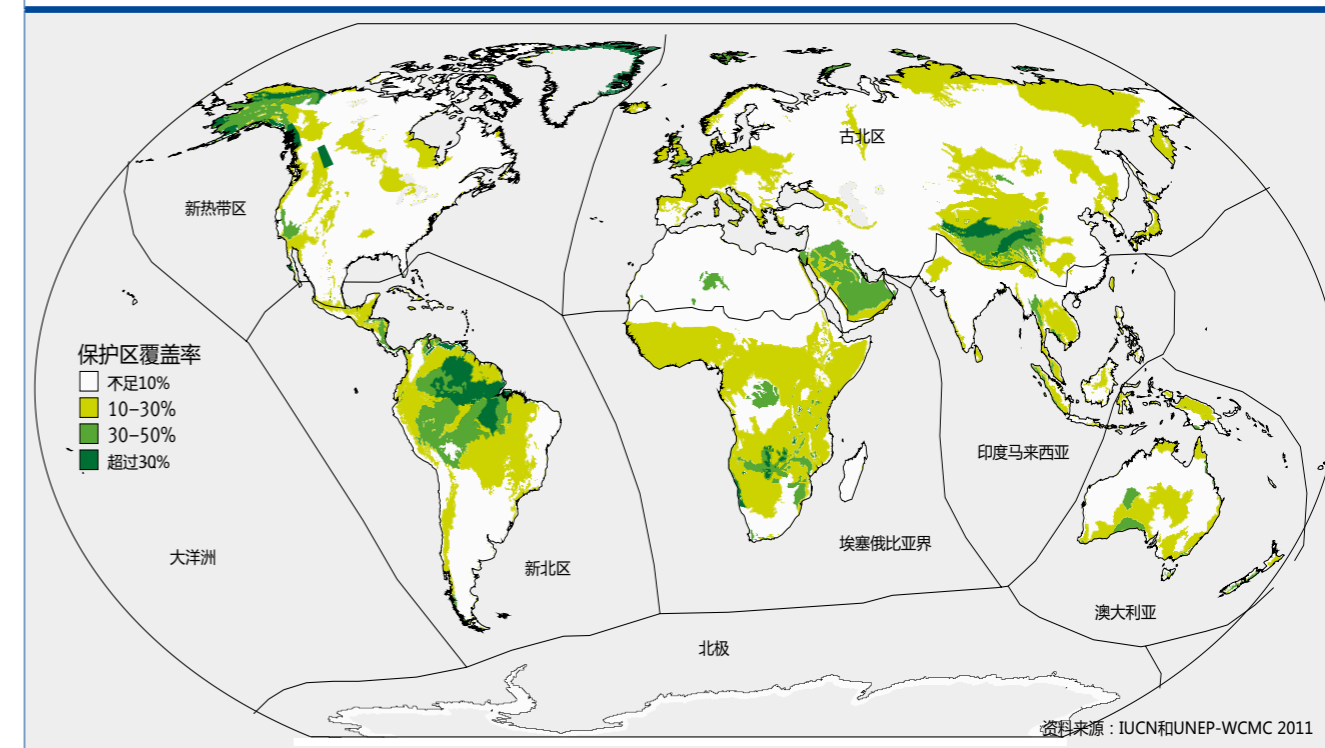 古北区
新热带区
保护区覆盖率
不足10%
10-30%
30-50%
超过30%
印度马来西亚
埃塞俄比亚界
大洋洲
新北区
澳大利亚
北极
资料来源：IUCN和UNEP-WCMC 2011